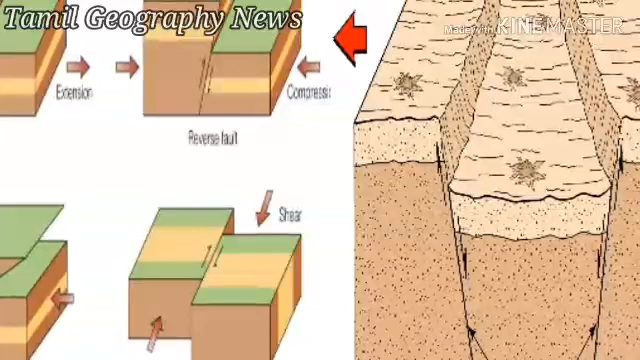 Tamil Geography News
Made with KINEMASTER
Extension
Compressi
Reverse fault
Shear